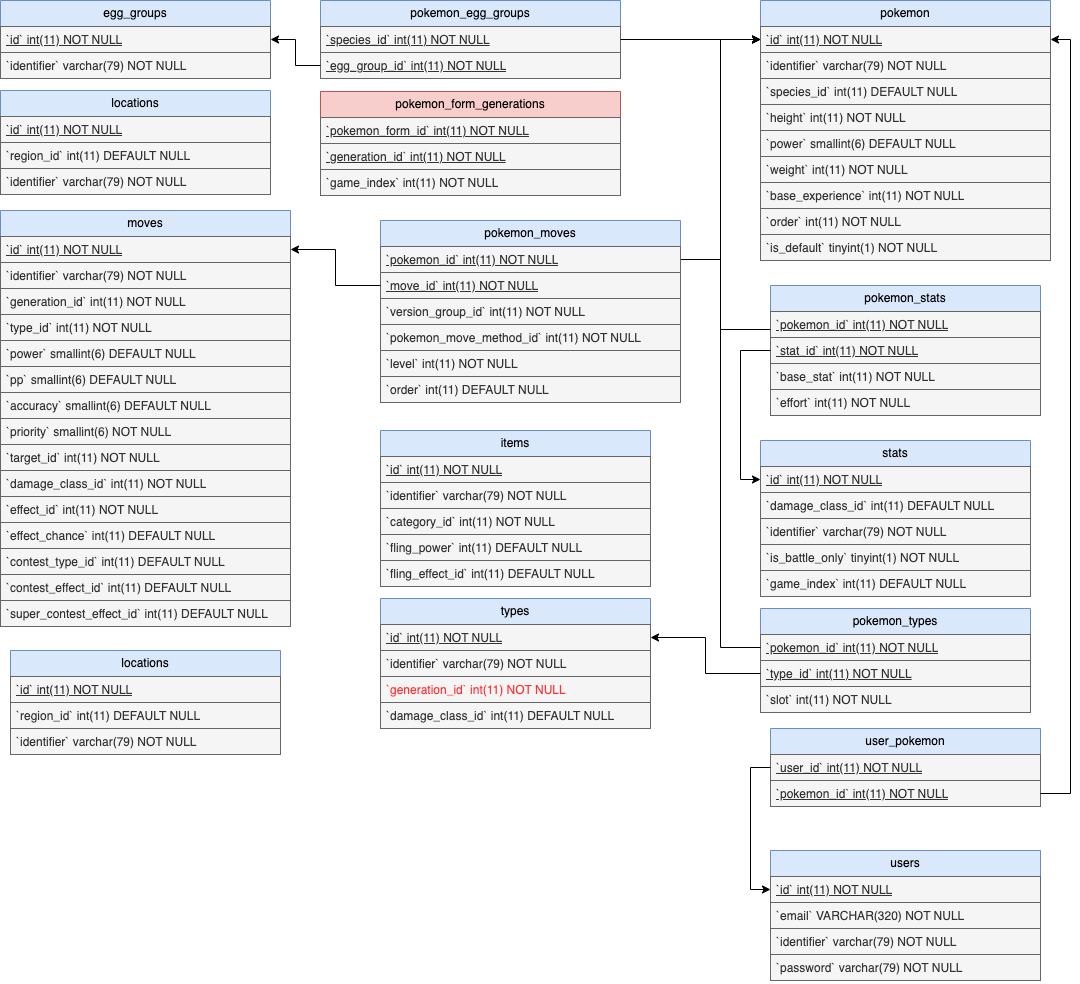 egg_groups
`id` int(11) NOT NULL
`identifier` varchar(79) NOT NULL
locations
`id` int(11) NOT NULL
`region_id` int(11) DEFAULT NULL
`identifier` varchar(79) NOT NULL
moves
`id` int(11) NOT NULL
`identifier` varchar(79) NOT NULL
`generation_id` int(11) NOT NULL
`type_id` int(11) NOT NULL
`power` smallint(6) DEFAULT NULL
`pp` smallint(6) DEFAULT NULL
`accuracy` smallint(6) DEFAULT NULL
`priority` smallint(6) NOT NULL
`target_id` int(11) NOT NULL
`damage_class_id` int(11) NOT NULL
`effect_id` int(11) NOT NULL
`effect_chance` int(11) DEFAULT NULL
`contest_type_id` int(11) DEFAULT NULL
`contest_effect_id` int(11) DEFAULT NULL
`super_contest_effect_id` int(11) DEFAULT NULL
locations
`id` int(11) NOT NULL
`region_id` int(11) DEFAULT NULL
`identifier` varchar(79) NOT NULL
pokemon_egg_groups
`species_id` int(11) NOT NULL
`egg_group_id` int(11) NOT NULL
pokemon_form_generations
`pokemon_form_id` int(11) NOT NULL
`generation_id` int(11) NOT NULL
`game_index` int(11) NOT NULL
pokemon_moves
`pokemon_id` int(11) NOT NULL
`move_id` int(11) NOT NULL
`version_group_id` int(11) NOT NULL
`pokemon_move_method_id` int(11) NOT NULL
`level` int(11) NOT NULL
`order` int(11) DEFAULT NULL
items
`id` int(11) NOT NULL
`identifier` varchar(79) NOT NULL
`category_id` int(11) NOT NULL
`fling_power` int(11) DEFAULT NULL
`fling_effect_id` int(11) DEFAULT NULL
types
`id` int(11) NOT NULL
`identifier` varchar(79) NOT NULL
`generation_id` int(11) NOT NULL
`damage_class_id` int(11) DEFAULT NULL
pokemon
`id` int(11) NOT NULL
`identifier` varchar(79) NOT NULL
`species_id` int(11) DEFAULT NULL
`height` int(11) NOT NULL
`power` smallint(6) DEFAULT NULL
`weight` int(11) NOT NULL
`base_experience` int(11) NOT NULL
`order` int(11) NOT NULL
`is_default` tinyint(1) NOT NULL
pokemon_stats
`pokemon_id` int(11) NOT NULL
`stat_id` int(11) NOT NULL
`base_stat` int(11) NOT NULL
`effort` int(11) NOT NULL
stats
`id` int(11) NOT NULL
`damage_class_id` int(11) DEFAULT NULL
`identifier` varchar(79) NOT NULL
`is_battle_only` tinyint(1) NOT NULL
`game_index` int(11) DEFAULT NULL
pokemon_types
`pokemon_id` int(11) NOT NULL
`type_id` int(11) NOT NULL
`slot` int(11) NOT NULL
user_pokemon
`user_id` int(11) NOT NULL
`pokemon_id` int(11) NOT NULL
users
`id` int(11) NOT NULL
`email` VARCHAR(320) NOT NULL
`identifier` varchar(79) NOT NULL
`password` varchar(79) NOT NULL